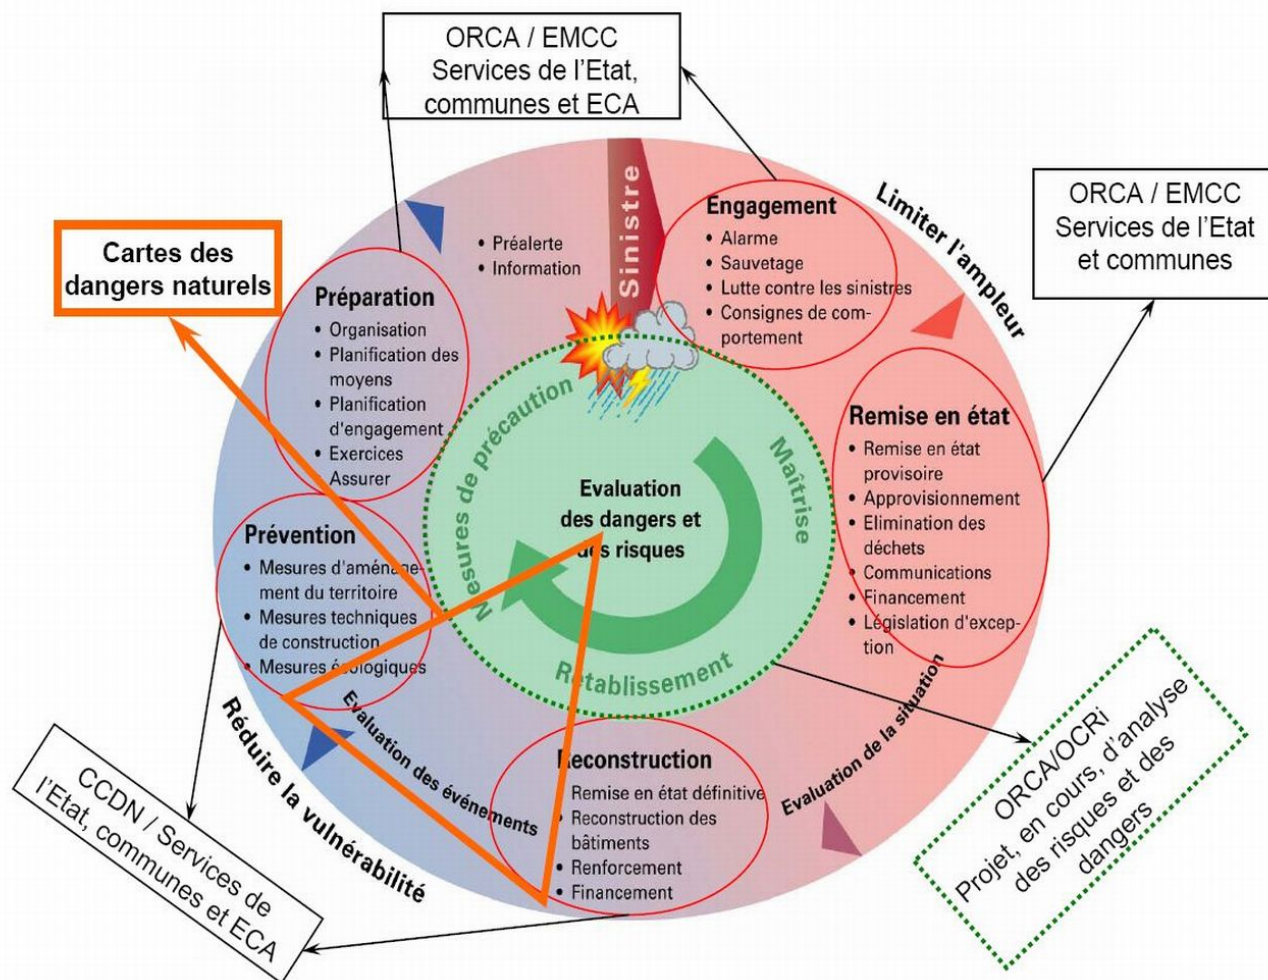 ORCA / EMCC
Services de l'Etat,
communes et ECA
ORCA / EMCC
Services de l'Etat
et communes
Cartes des
dangers naturels
Sinistre
Limiter l'ampleur
• Préalerte
• Information
Engagement
• Alarme
• Sauvetage
• Lutte contre les sinistres
• Consignes de com-
portement
Préparation
• Organisation
• Planification des
moyens
• Planification
d'engagement
• Exercices
Assurer
Remise en état
• Remise en état
provisoire
• Approvisionnement
• Elimination des
déchets
• Communications
• Financement
• Législation d'excep-
tion
Mesures de précaution
Maîtrise
Rétablissement
Evaluation
des dangers et
des risques
Prévention
• Mesures d'aménage-
ment du territoire
• Mesures techniques
de construction
• Mesures écologiques
Réduire la vulnérabilité
Evaluation des événements
Evaluation de la situation
Reconstruction
Remise en état définitive
• Reconstruction des
bâtiments
• Renforcement
• Financement
CCDN / Services de
l'Etat, communes et ECA
ORCA/OCRi
Projet, en cours, d'analyse
des risques et des
dangers